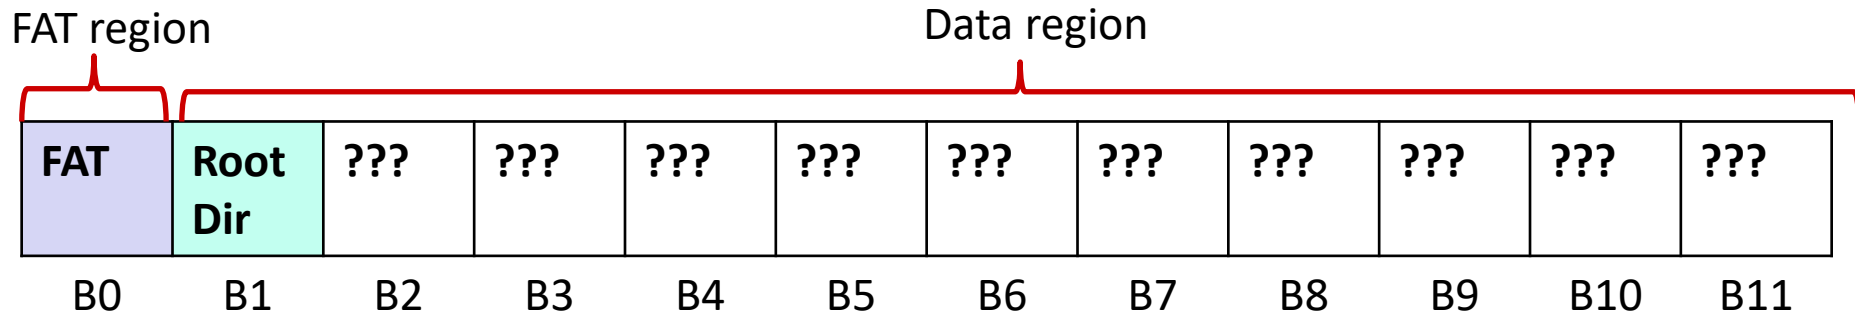 FAT region Data region
FAT Root ??? ??? ??? ??? ??? ??? ??? ??? ??? ???
Dir
B0 B1 B2 B3 B4 B5 B6 B7 B8 B9 B10 B11